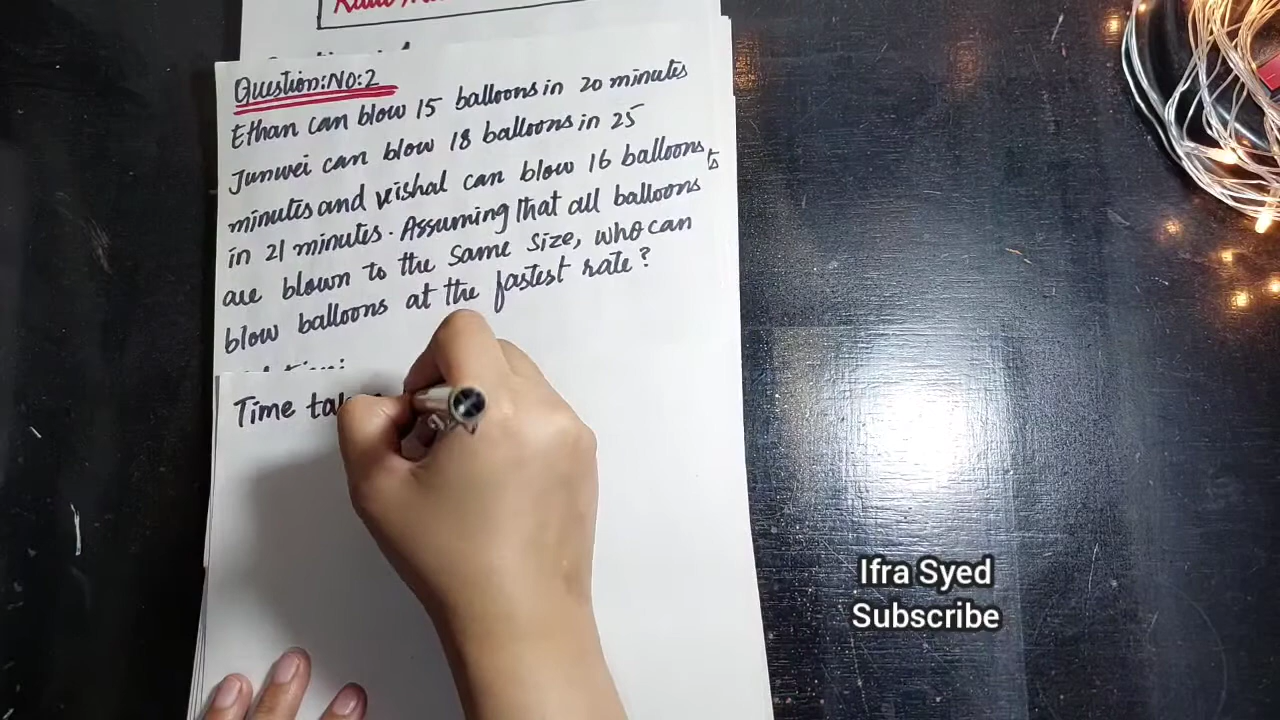 Question:No:2
Ethan can blow 15 balloons in 20 minutes
Junwei can blow 18 balloons in 25
minutes and Vishal can blow 16 balloons
in 21 minutes. Assuming that all balloons
are blown to the same size, who can
blow balloons at the fastest rate?
Time
Ifra Syed
Subscribe